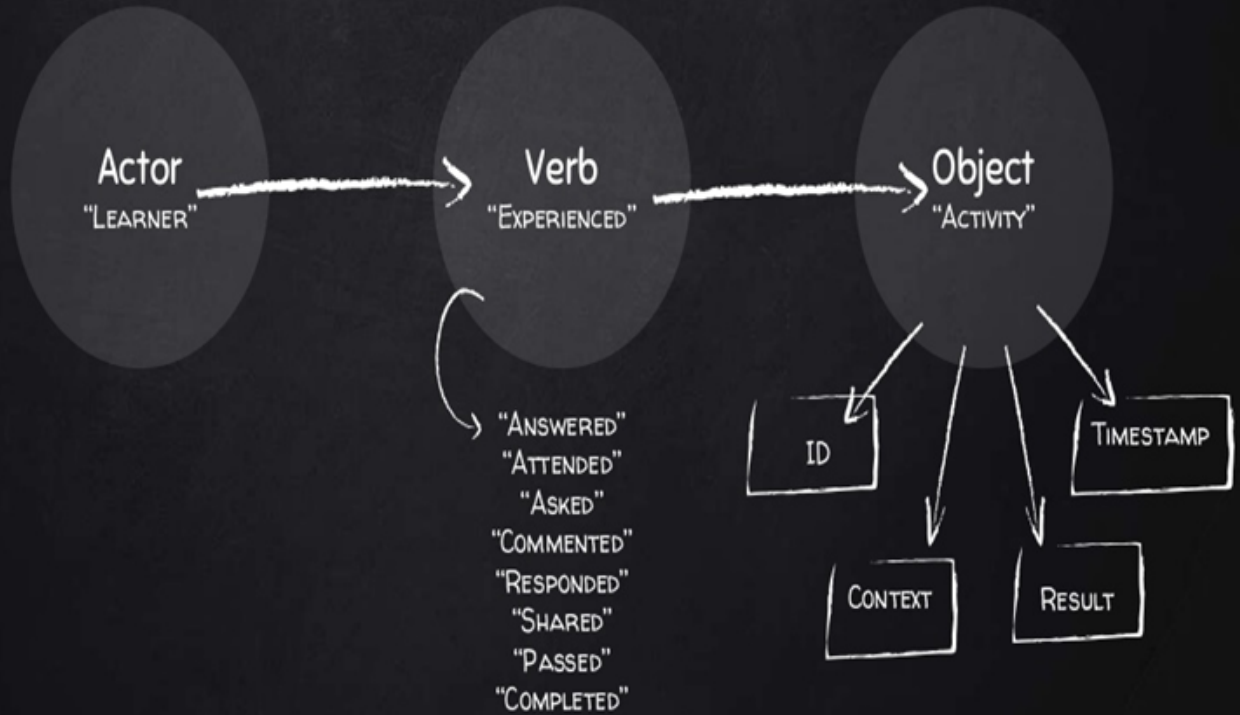 Actor
“Learner”
Verb
“Experienced”
Object
“Activity”
“Answered”
“Attended”
“Asked”
“Commented”
“Responded”
“Shared”
“Passed”
“Completed”
ID
Timestamp
Context
Result